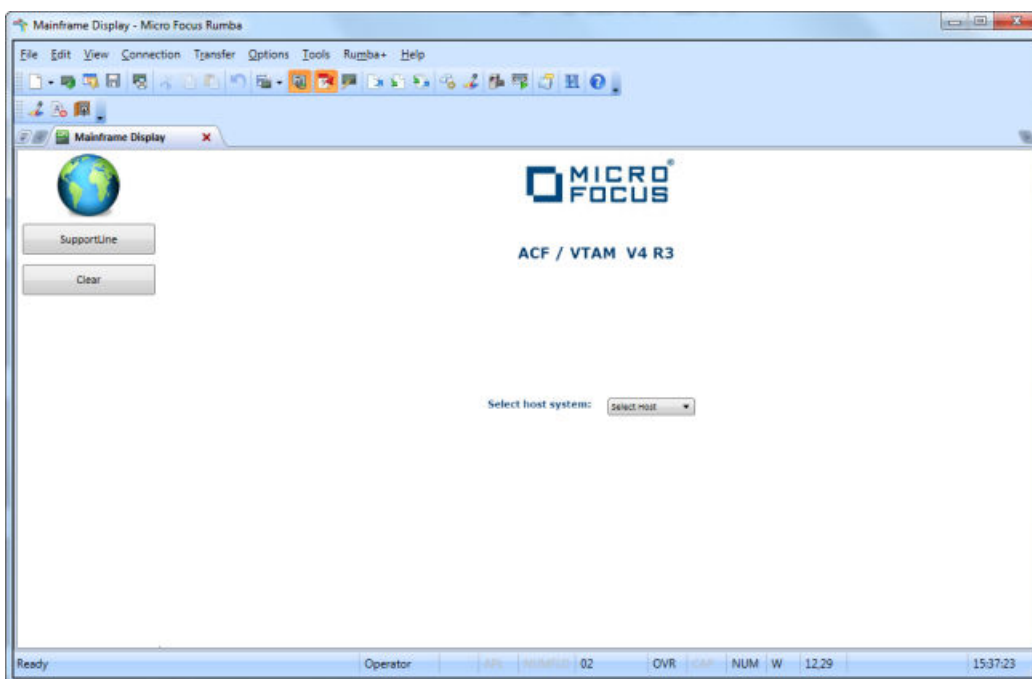 Mainframe Display - Micro Focus Rumba
File Edit View Connection Transfer Options Tools Rumba+ Help
Mainframe Display
MICRO
FOCUS®
SupportLine
ACF / VTAM V4 R3
Clear
Select host system: Select Host
Ready Operator 02 OVR CAP NUM W 12,29 15:37:23